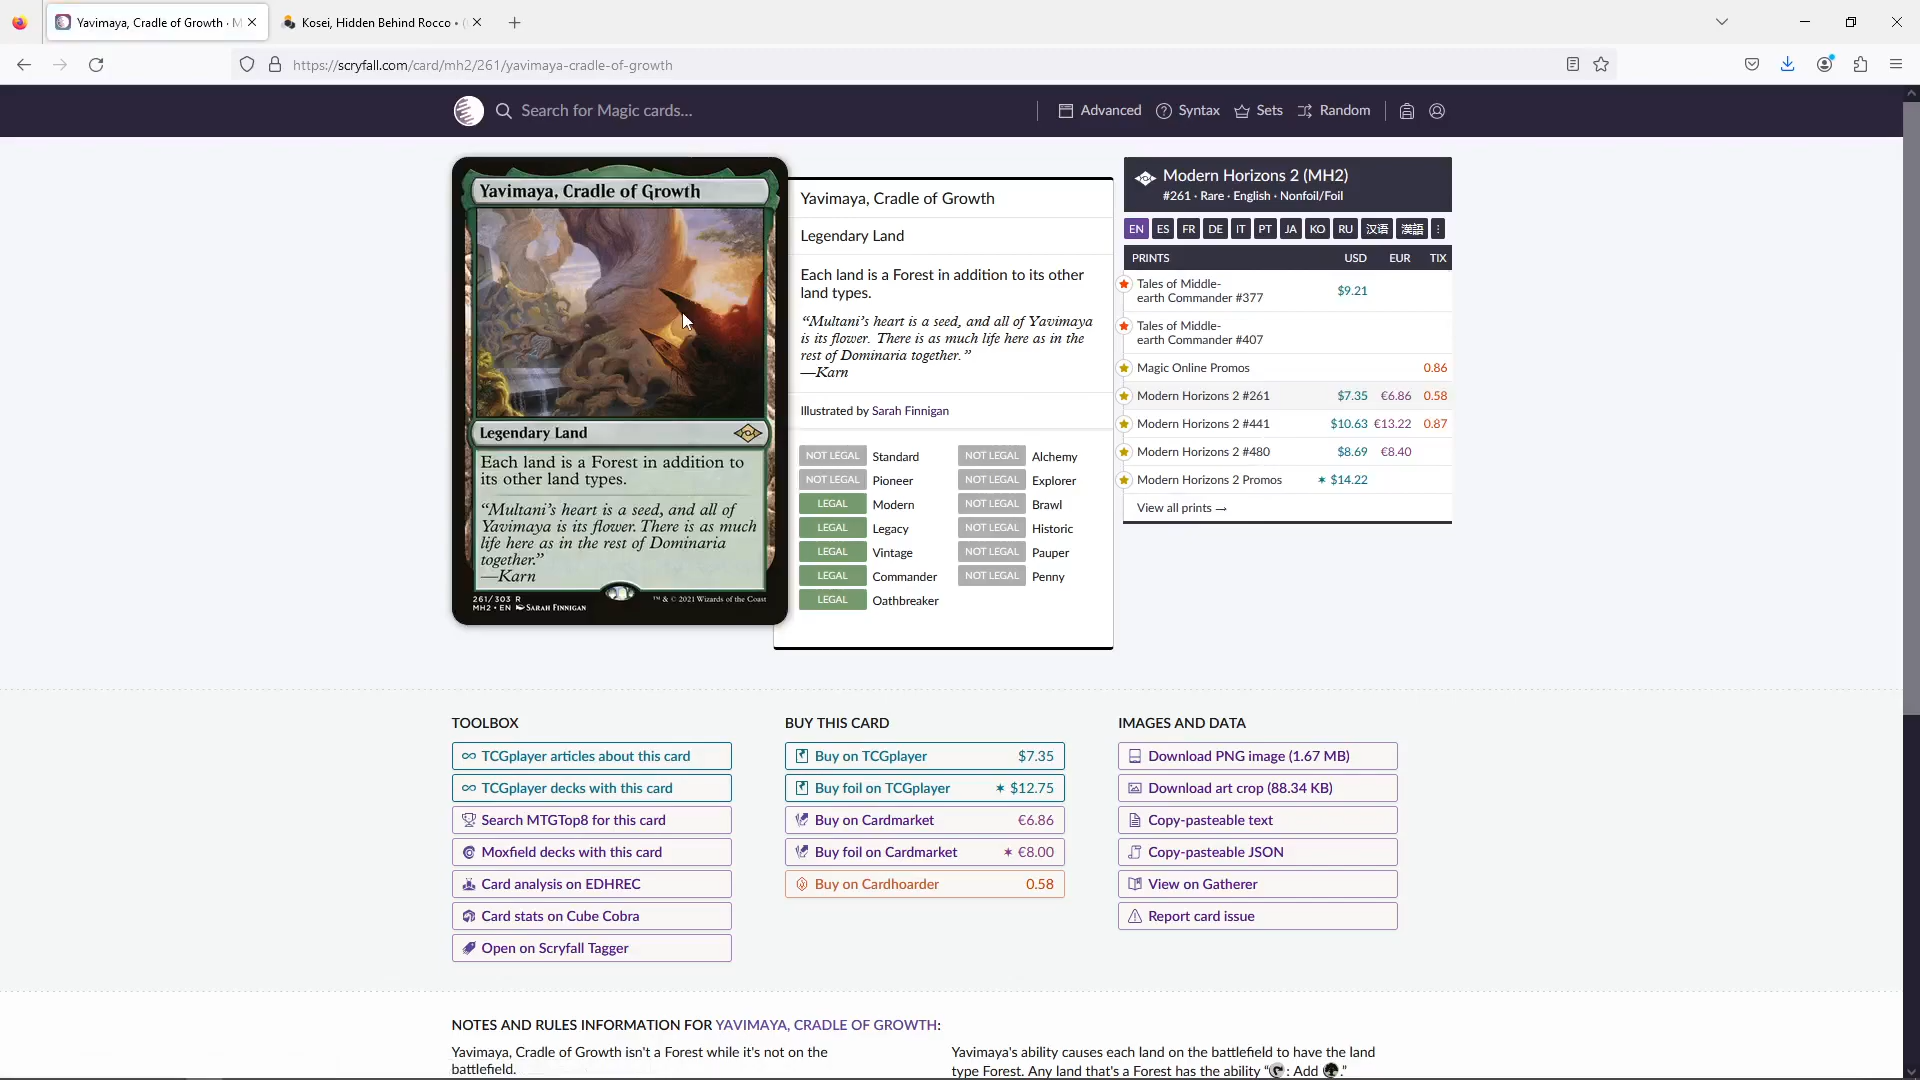 Yavimaya, Cradle of Growth · M
Kosei, Hidden Behind Rocco • (
https://scryfall.com/card/mh2/261/yavimaya-cradle-of-growth
Search for Magic cards...
Advanced
Syntax
Sets
Random
Yavimaya, Cradle of Growth
Legendary Land
Each land is a Forest in addition to
its other land types.
“Multani’s heart is a seed, and all of
Yavimaya is its flower. There is as much
life here as in the rest of Dominaria
together.”
—Karn
261/303 R
MH2 • EN Sarah Finnigan
™ & © 2021 Wizards of the Coast
Yavimaya, Cradle of Growth
Legendary Land
Each land is a Forest in addition to its other
land types.
“Multani’s heart is a seed, and all of Yavimaya
is its flower. There is as much life here as in the
rest of Dominaria together.”
—Karn
Illustrated by Sarah Finnigan
NOT LEGAL Standard
NOT LEGAL Alchemy
NOT LEGAL Pioneer
NOT LEGAL Explorer
LEGAL Modern
NOT LEGAL Brawl
LEGAL Legacy
NOT LEGAL Historic
LEGAL Vintage
NOT LEGAL Pauper
LEGAL Commander
NOT LEGAL Penny
LEGAL Oathbreaker
Modern Horizons 2 (MH2)
#261 · Rare · English · Nonfoil/Foil
EN ES FR DE IT PT JA KO RU 汉语 漢語
PRINTS USD EUR TIX
Tales of Middle-
earth Commander #377 $9.21
Tales of Middle-
earth Commander #407
Magic Online Promos 0.86
Modern Horizons 2 #261 $7.35 €6.86 0.58
Modern Horizons 2 #441 $10.63 €13.22 0.87
Modern Horizons 2 #480 $8.69 €8.40
Modern Horizons 2 Promos ✶ $14.22
View all prints →
TOOLBOX
TCGplayer articles about this card
TCGplayer decks with this card
Search MTGTop8 for this card
Moxfield decks with this card
Card analysis on EDHREC
Card stats on Cube Cobra
Open on Scryfall Tagger
BUY THIS CARD
Buy on TCGplayer $7.35
Buy foil on TCGplayer ✶ $12.75
Buy on Cardmarket €6.86
Buy foil on Cardmarket ✶ €8.00
Buy on Cardhoarder 0.58
IMAGES AND DATA
Download PNG image (1.67 MB)
Download art crop (88.34 KB)
Copy-pasteable text
Copy-pasteable JSON
View on Gatherer
Report card issue
NOTES AND RULES INFORMATION FOR YAVIMAYA, CRADLE OF GROWTH:
Yavimaya, Cradle of Growth isn't a Forest while it's not on the
battlefield.
Yavimaya's ability causes each land on the battlefield to have the land
type Forest. Any land that's a Forest has the ability “: Add .”